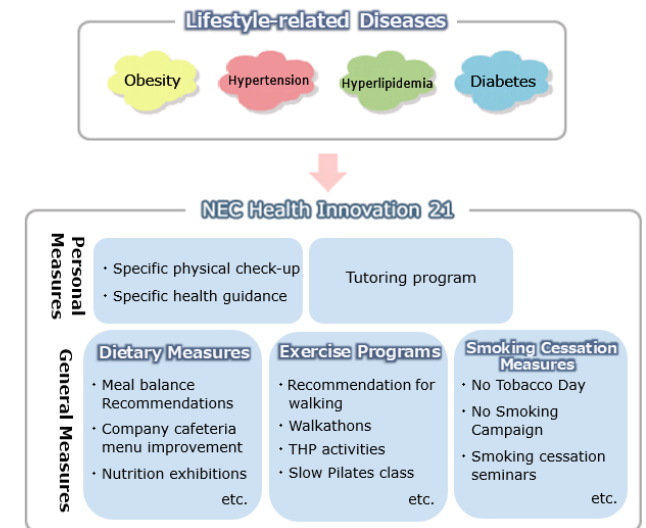 Lifestyle-related Diseases
Obesity
Hypertension
Hyperlipidemia
Diabetes
NEC Health Innovation 21
Personal
Measures
・Specific physical check-up
・Specific health guidance
Tutoring program
General Measures
Dietary Measures
・Meal balance
Recommendations
・Company cafeteria
menu improvement
・Nutrition exhibitions
etc.
Exercise Programs
・Recommendation for
walking
・Walkathons
・THP activities
・Slow Pilates class
etc.
Smoking Cessation
Measures
・No Tobacco Day
・No Smoking
Campaign
・Smoking cessation
seminars
etc.